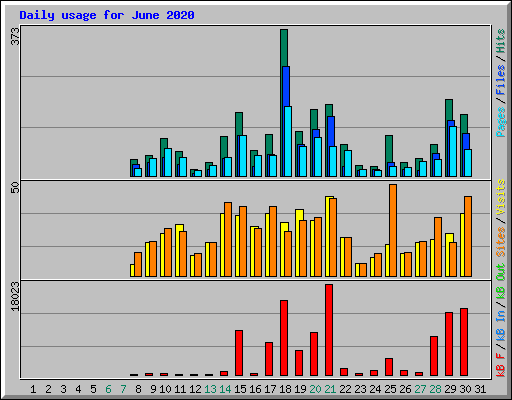 Daily usage for June 2020
373
Pages / Files / Hits
50
Sites / Visits
18023
kB F / kB In / kB Out
1 2 3 4 5 6 7 8 9 10 11 12 13 14 15 16 17 18 19 20 21 22 23 24 25 26 27 28 29 30 31